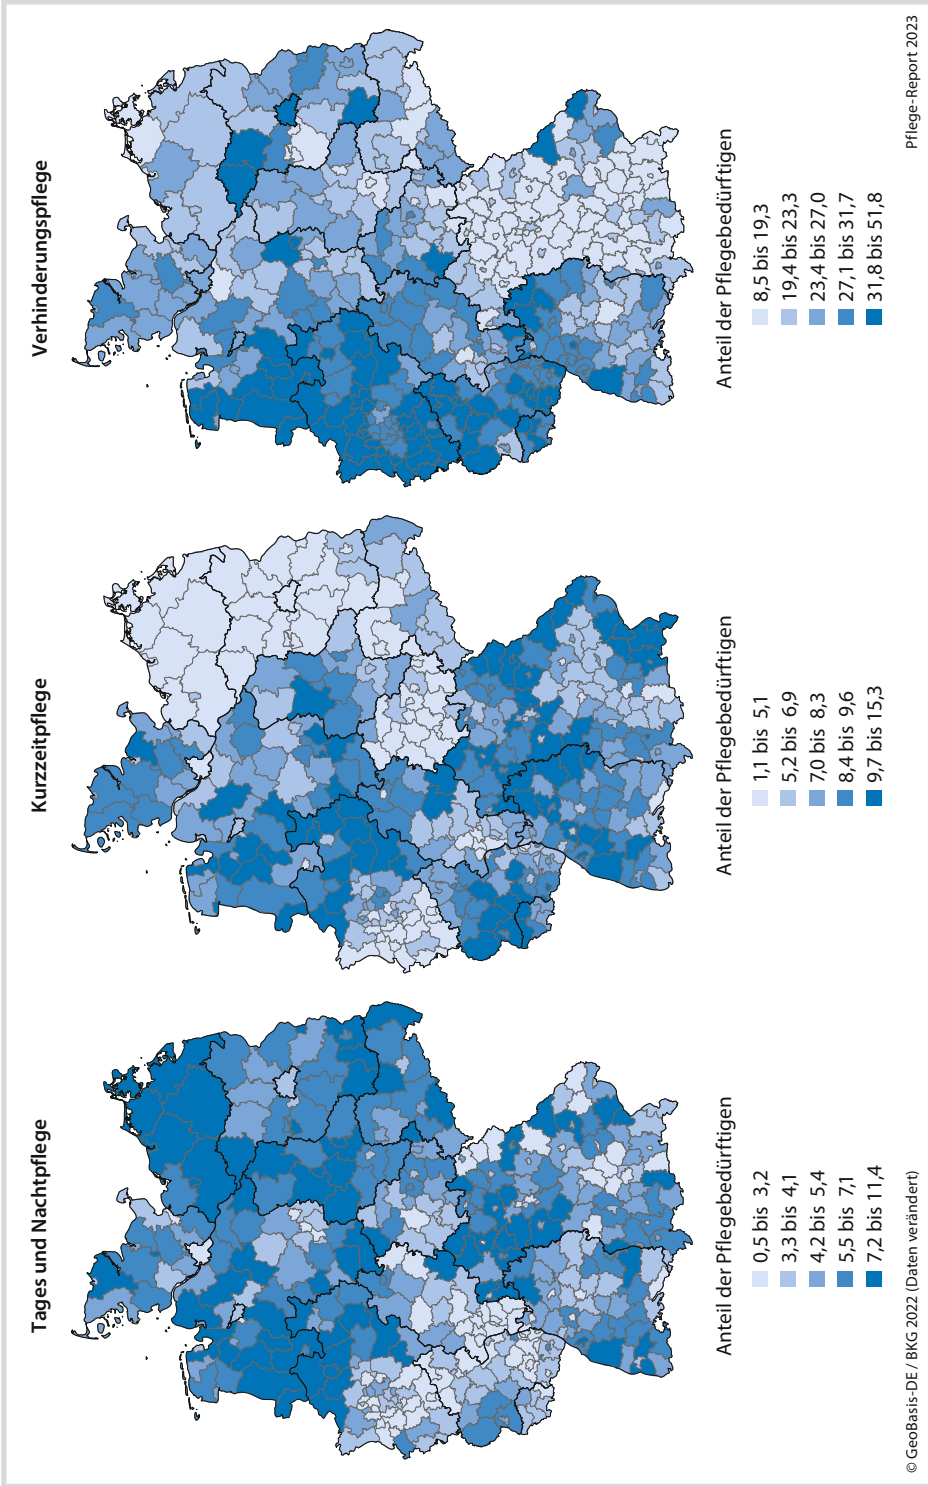 Tages und Nachtpflege
Anteil der Pflegebedürftigen
0,5 bis 3,2
3,3 bis 4,1
4,2 bis 5,4
5,5 bis 7,1
7,2 bis 11,4
Kurzzeitpflege
Anteil der Pflegebedürftigen
1,1 bis 5,1
5,2 bis 6,9
7,0 bis 8,3
8,4 bis 9,6
9,7 bis 15,3
Verhinderungspflege
Anteil der Pflegebedürftigen
8,5 bis 19,3
19,4 bis 23,3
23,4 bis 27,0
27,1 bis 31,7
31,8 bis 51,8
© GeoBasis-DE / BKG 2022 (Daten verändert)
Pflege-Report 2023